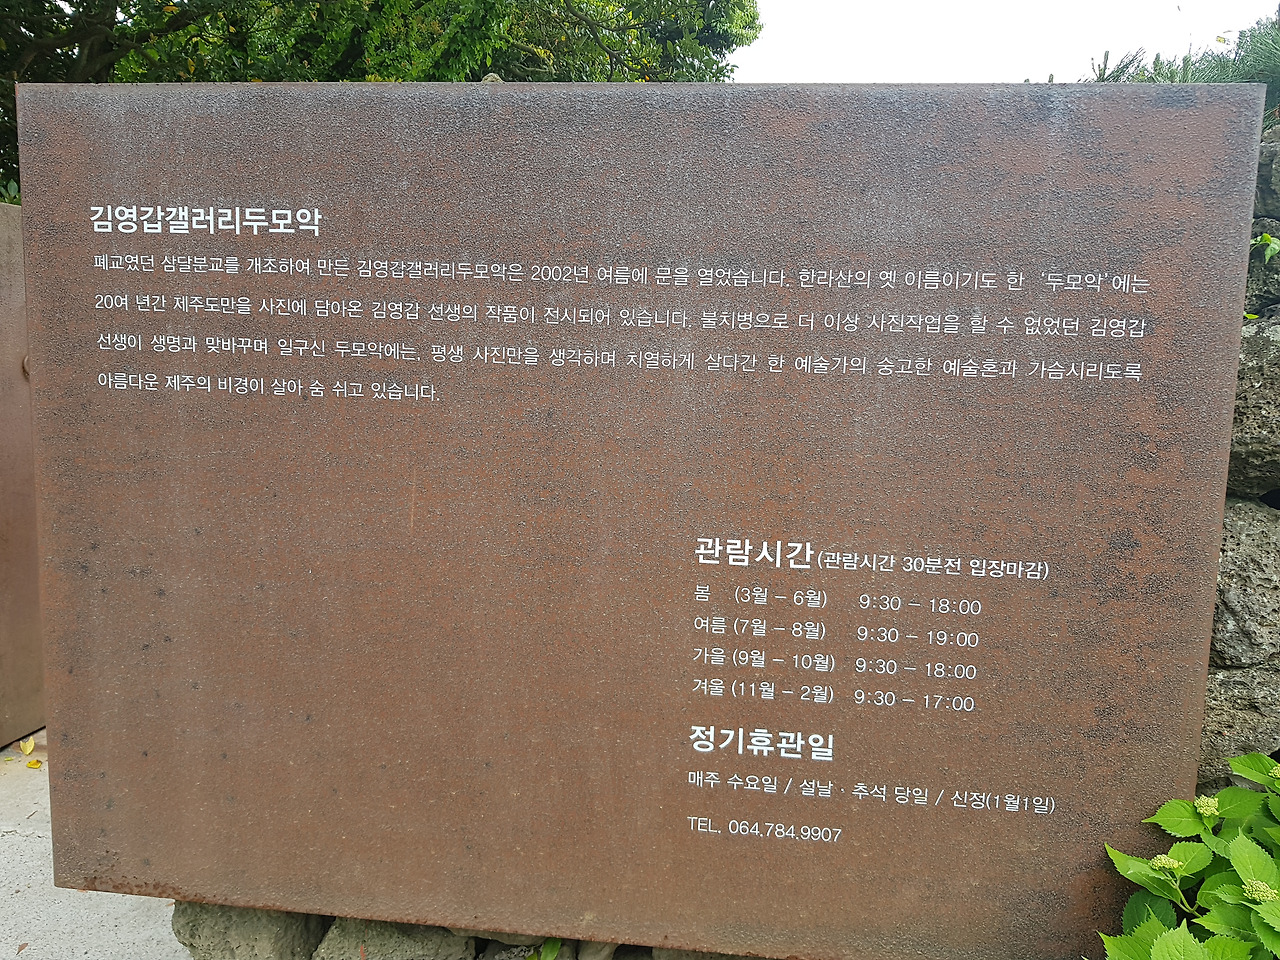 김영갑갤러리두모악
폐교였던 삼달분교를 개조하여 만든 김영갑갤러리두모악은 2002년 여름에 문을 열었습니다. 한라산의 옛 이름이기도 한 '두모악'에는
20여 년간 제주도만을 사진에 담아온 김영갑 선생의 작품이 전시되어 있습니다. 불치병으로 더 이상 사진작업을 할 수 없었던 김영갑
선생이 생명과 맞바꾸며 일구신 두모악에는, 평생 사진만을 생각하며 치열하게 살다간 한 예술가의 숭고한 예술혼과 가슴시리도록
아름다운 제주의 비경이 살아 숨 쉬고 있습니다.
관람시간 (관람시간 30분전 입장마감)
봄 (3월 – 6월) 9:30 – 18:00
여름 (7월 – 8월) 9:30 – 19:00
가을 (9월 – 10월) 9:30 – 18:00
겨울 (11월 – 2월) 9:30 – 17:00
정기휴관일
매주 수요일 / 설날 · 추석 당일 / 신정(1월1일)
TEL. 064.784.9907